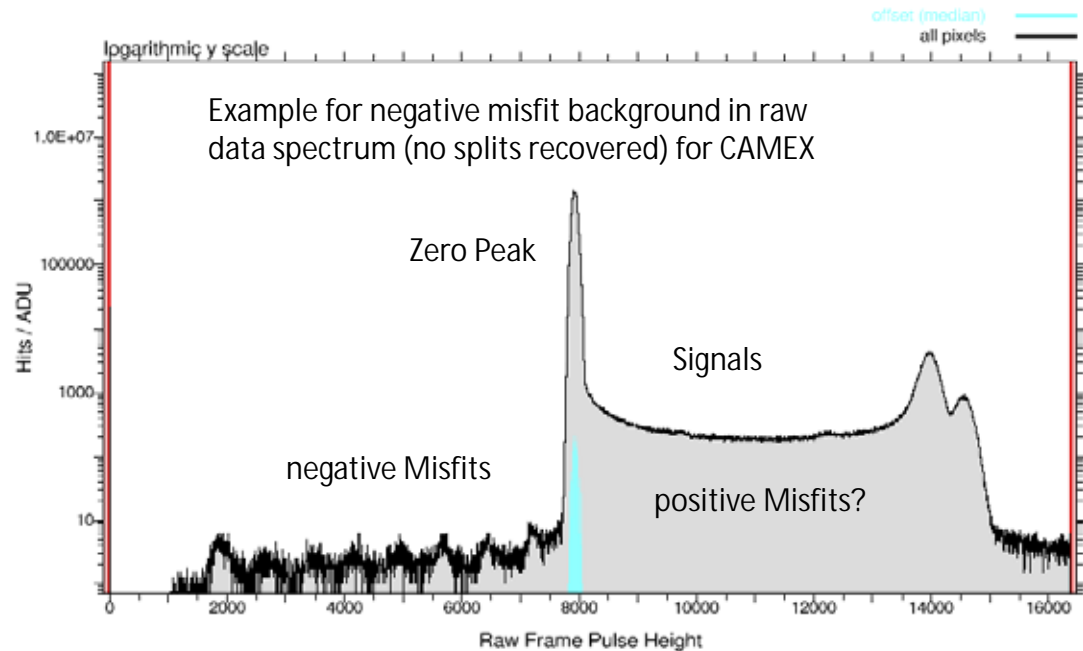 offset (median)
all pixels
logarithmic y scale
Example for negative misfit background in raw
data spectrum (no splits recovered) for CAMEX
1.0E+07
Zero Peak
100000
Hits / ADU
Signals
1000
negative Misfits
positive Misfits?
10
0 2000 4000 6000 8000 10000 12000 14000 16000
Raw Frame Pulse Height